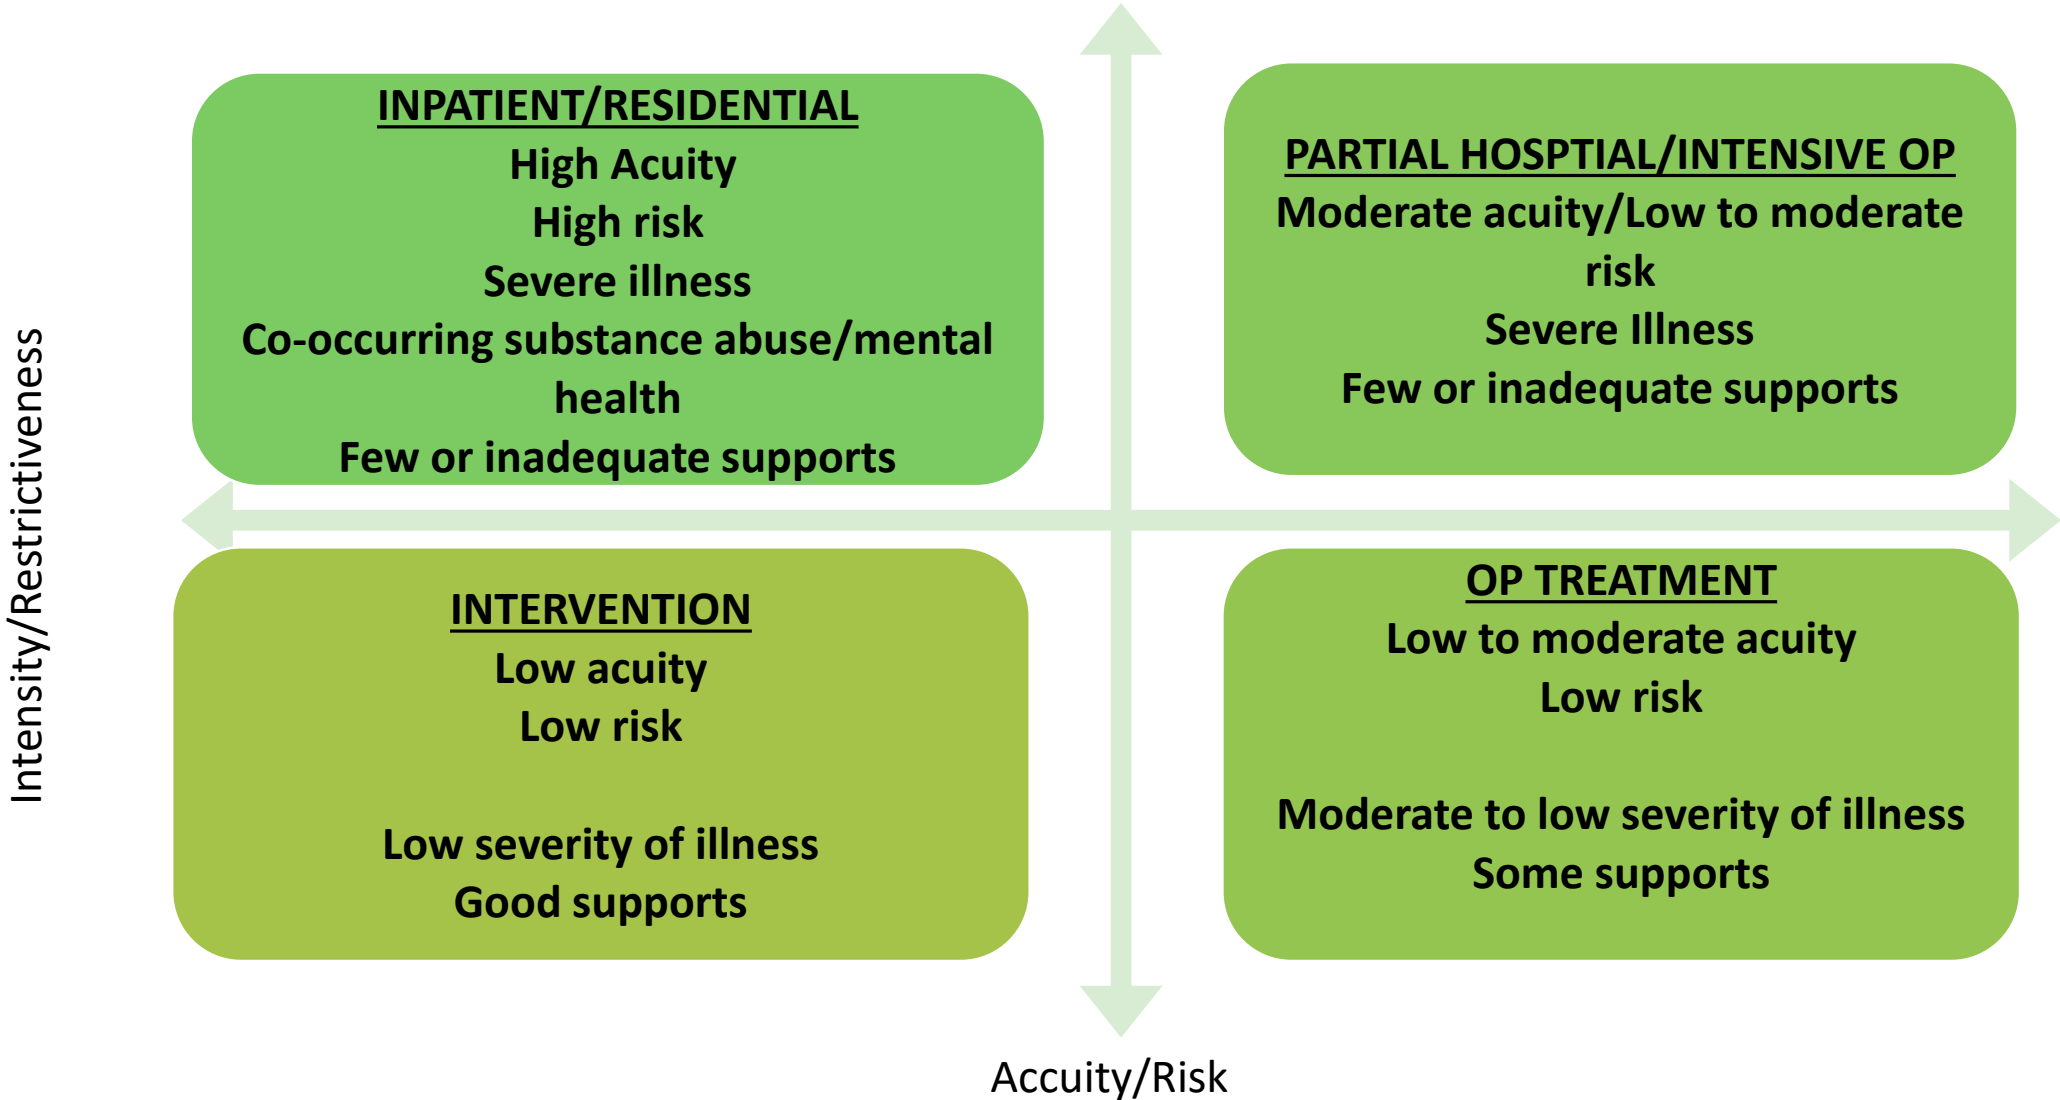 INPATIENT/RESIDENTIAL
High Acuity
High risk
Severe illness
Co-occurring substance abuse/mental
health
Few or inadequate supports
PARTIAL HOSPTIAL/INTENSIVE OP
Moderate acuity/Low to moderate
risk
Severe Illness
Few or inadequate supports
Intensity/Restrictiveness
INTERVENTION
Low acuity
Low risk
Low severity of illness
Good supports
OP TREATMENT
Low to moderate acuity
Low risk
Moderate to low severity of illness
Some supports
Accuity/Risk